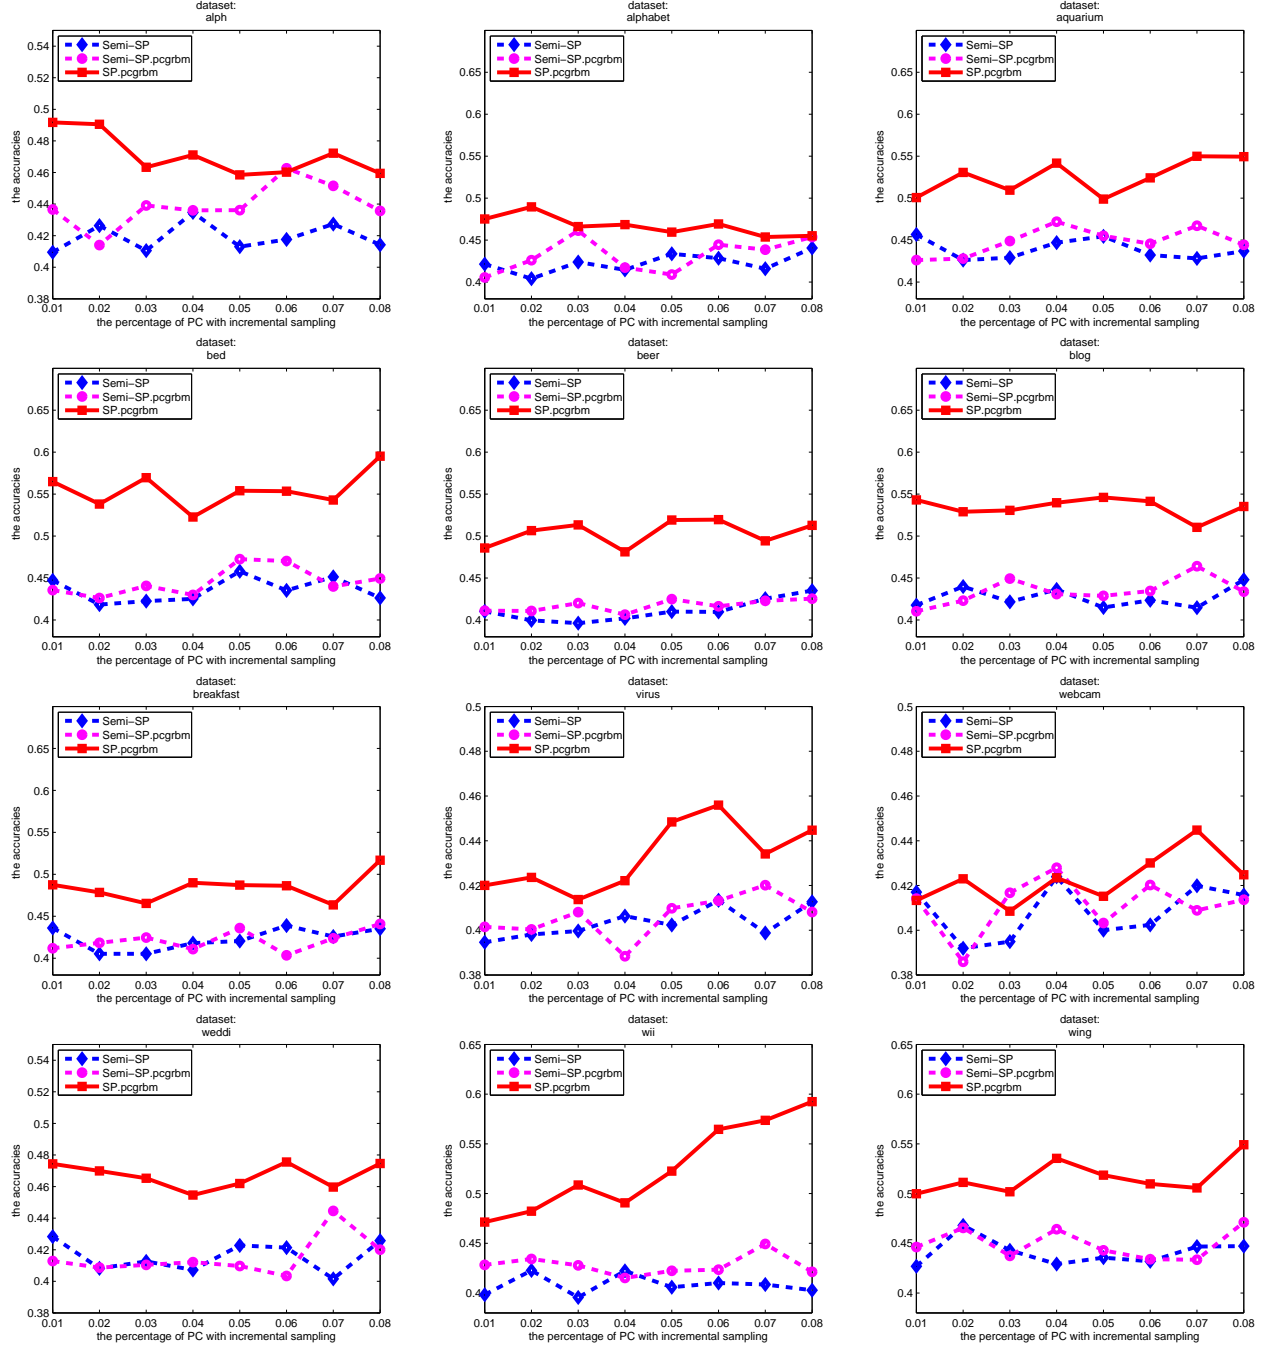 dataset:
alph
0.54
0.52
0.5
0.48
0.46
0.44
0.42
0.4
0.38
the accuracies
Semi-SP
Semi-SP.pcgrbm
SP.pcgrbm
0.01 0.02 0.03 0.04 0.05 0.06 0.07 0.08
the percentage of PC with incremental sampling
dataset:
alphabet
0.65
0.6
0.55
0.5
0.45
0.4
the accuracies
Semi-SP
Semi-SP.pcgrbm
SP.pcgrbm
0.01 0.02 0.03 0.04 0.05 0.06 0.07 0.08
the percentage of PC with incremental sampling
dataset:
aquarium
0.65
0.6
0.55
0.5
0.45
0.4
the accuracies
Semi-SP
Semi-SP.pcgrbm
SP.pcgrbm
0.01 0.02 0.03 0.04 0.05 0.06 0.07 0.08
the percentage of PC with incremental sampling
dataset:
bed
0.65
0.6
0.55
0.5
0.45
0.4
the accuracies
Semi-SP
Semi-SP.pcgrbm
SP.pcgrbm
0.01 0.02 0.03 0.04 0.05 0.06 0.07 0.08
the percentage of PC with incremental sampling
dataset:
beer
0.65
0.6
0.55
0.5
0.45
0.4
the accuracies
Semi-SP
Semi-SP.pcgrbm
SP.pcgrbm
0.01 0.02 0.03 0.04 0.05 0.06 0.07 0.08
the percentage of PC with incremental sampling
dataset:
blog
0.65
0.6
0.55
0.5
0.45
0.4
the accuracies
Semi-SP
Semi-SP.pcgrbm
SP.pcgrbm
0.01 0.02 0.03 0.04 0.05 0.06 0.07 0.08
the percentage of PC with incremental sampling
dataset:
breakfast
0.65
0.6
0.55
0.5
0.45
0.4
the accuracies
Semi-SP
Semi-SP.pcgrbm
SP.pcgrbm
0.01 0.02 0.03 0.04 0.05 0.06 0.07 0.08
the percentage of PC with incremental sampling
dataset:
virus
0.5
0.48
0.46
0.44
0.42
0.4
0.38
the accuracies
Semi-SP
Semi-SP.pcgrbm
SP.pcgrbm
0.01 0.02 0.03 0.04 0.05 0.06 0.07 0.08
the percentage of PC with incremental sampling
dataset:
webcam
0.5
0.48
0.46
0.44
0.42
0.4
0.38
the accuracies
Semi-SP
Semi-SP.pcgrbm
SP.pcgrbm
0.01 0.02 0.03 0.04 0.05 0.06 0.07 0.08
the percentage of PC with incremental sampling
dataset:
weddi
0.54
0.52
0.5
0.48
0.46
0.44
0.42
0.4
0.38
the accuracies
Semi-SP
Semi-SP.pcgrbm
SP.pcgrbm
0.01 0.02 0.03 0.04 0.05 0.06 0.07 0.08
the percentage of PC with incremental sampling
dataset:
wii
0.65
0.6
0.55
0.5
0.45
0.4
the accuracies
Semi-SP
Semi-SP.pcgrbm
SP.pcgrbm
0.01 0.02 0.03 0.04 0.05 0.06 0.07 0.08
the percentage of PC with incremental sampling
dataset:
wing
0.65
0.6
0.55
0.5
0.45
0.4
the accuracies
Semi-SP
Semi-SP.pcgrbm
SP.pcgrbm
0.01 0.02 0.03 0.04 0.05 0.06 0.07 0.08
the percentage of PC with incremental sampling